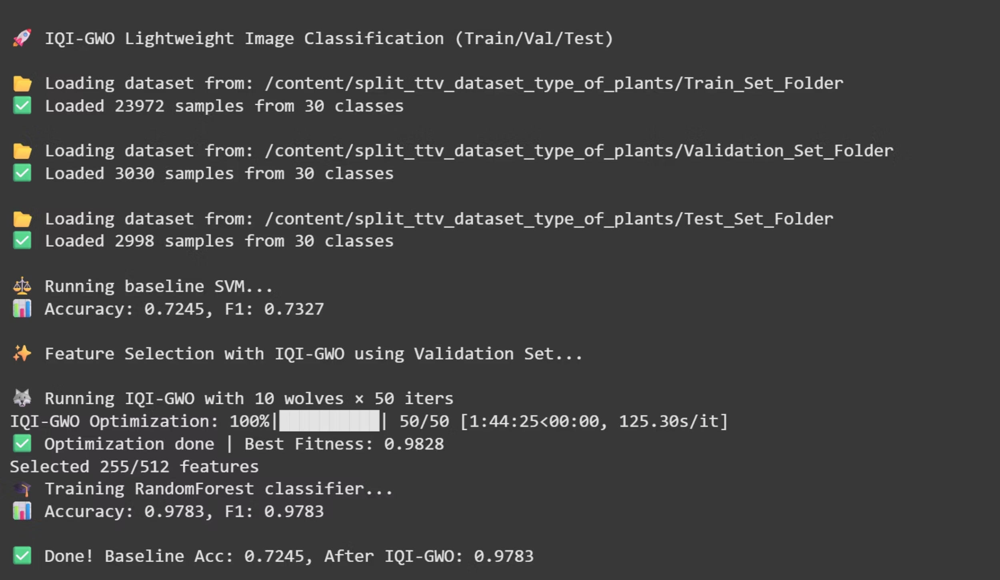 🚀 IQI-GWO Lightweight Image Classification (Train/Val/Test)
📂 Loading dataset from: /content/split_ttv_dataset_type_of_plants/Train_Set_Folder
✅ Loaded 23972 samples from 30 classes
📂 Loading dataset from: /content/split_ttv_dataset_type_of_plants/Validation_Set_Folder
✅ Loaded 3030 samples from 30 classes
📂 Loading dataset from: /content/split_ttv_dataset_type_of_plants/Test_Set_Folder
✅ Loaded 2998 samples from 30 classes
⚖️ Running baseline SVM...
📊 Accuracy: 0.7245, F1: 0.7327
✨ Feature Selection with IQI-GWO using Validation Set...
🐺 Running IQI-GWO with 10 wolves × 50 iters
IQI-GWO Optimization: 100%|██████████| 50/50 [1:44:25<00:00, 125.30s/it]
✅ Optimization done | Best Fitness: 0.9828
Selected 255/512 features
🎓 Training RandomForest classifier...
📊 Accuracy: 0.9783, F1: 0.9783
✅ Done! Baseline Acc: 0.7245, After IQI-GWO: 0.9783